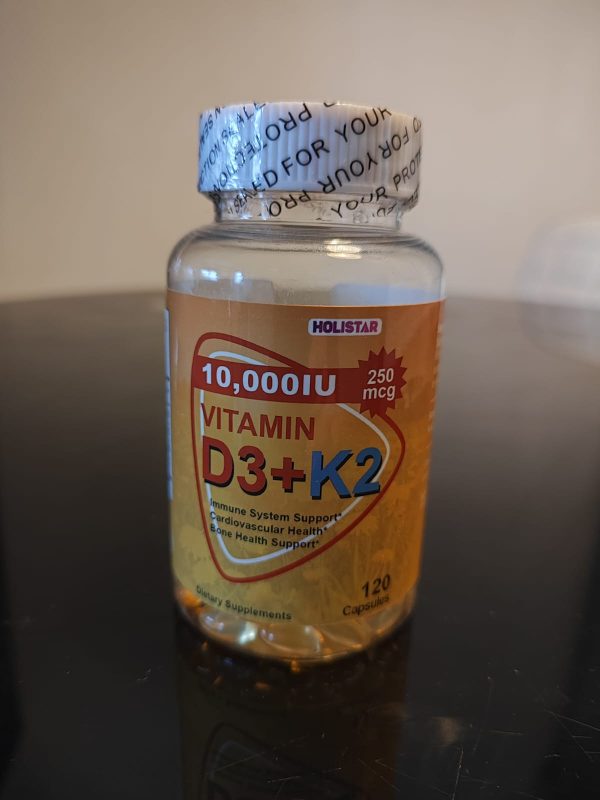 SEALED FOR YOUR
PROTECTION
HOLISTAR
10,000IU
250
mcg
VITAMIN
D3+K2
Immune System Support*
Cardiovascular Health*
Bone Health Support*
Dietary Supplements
120
Capsules